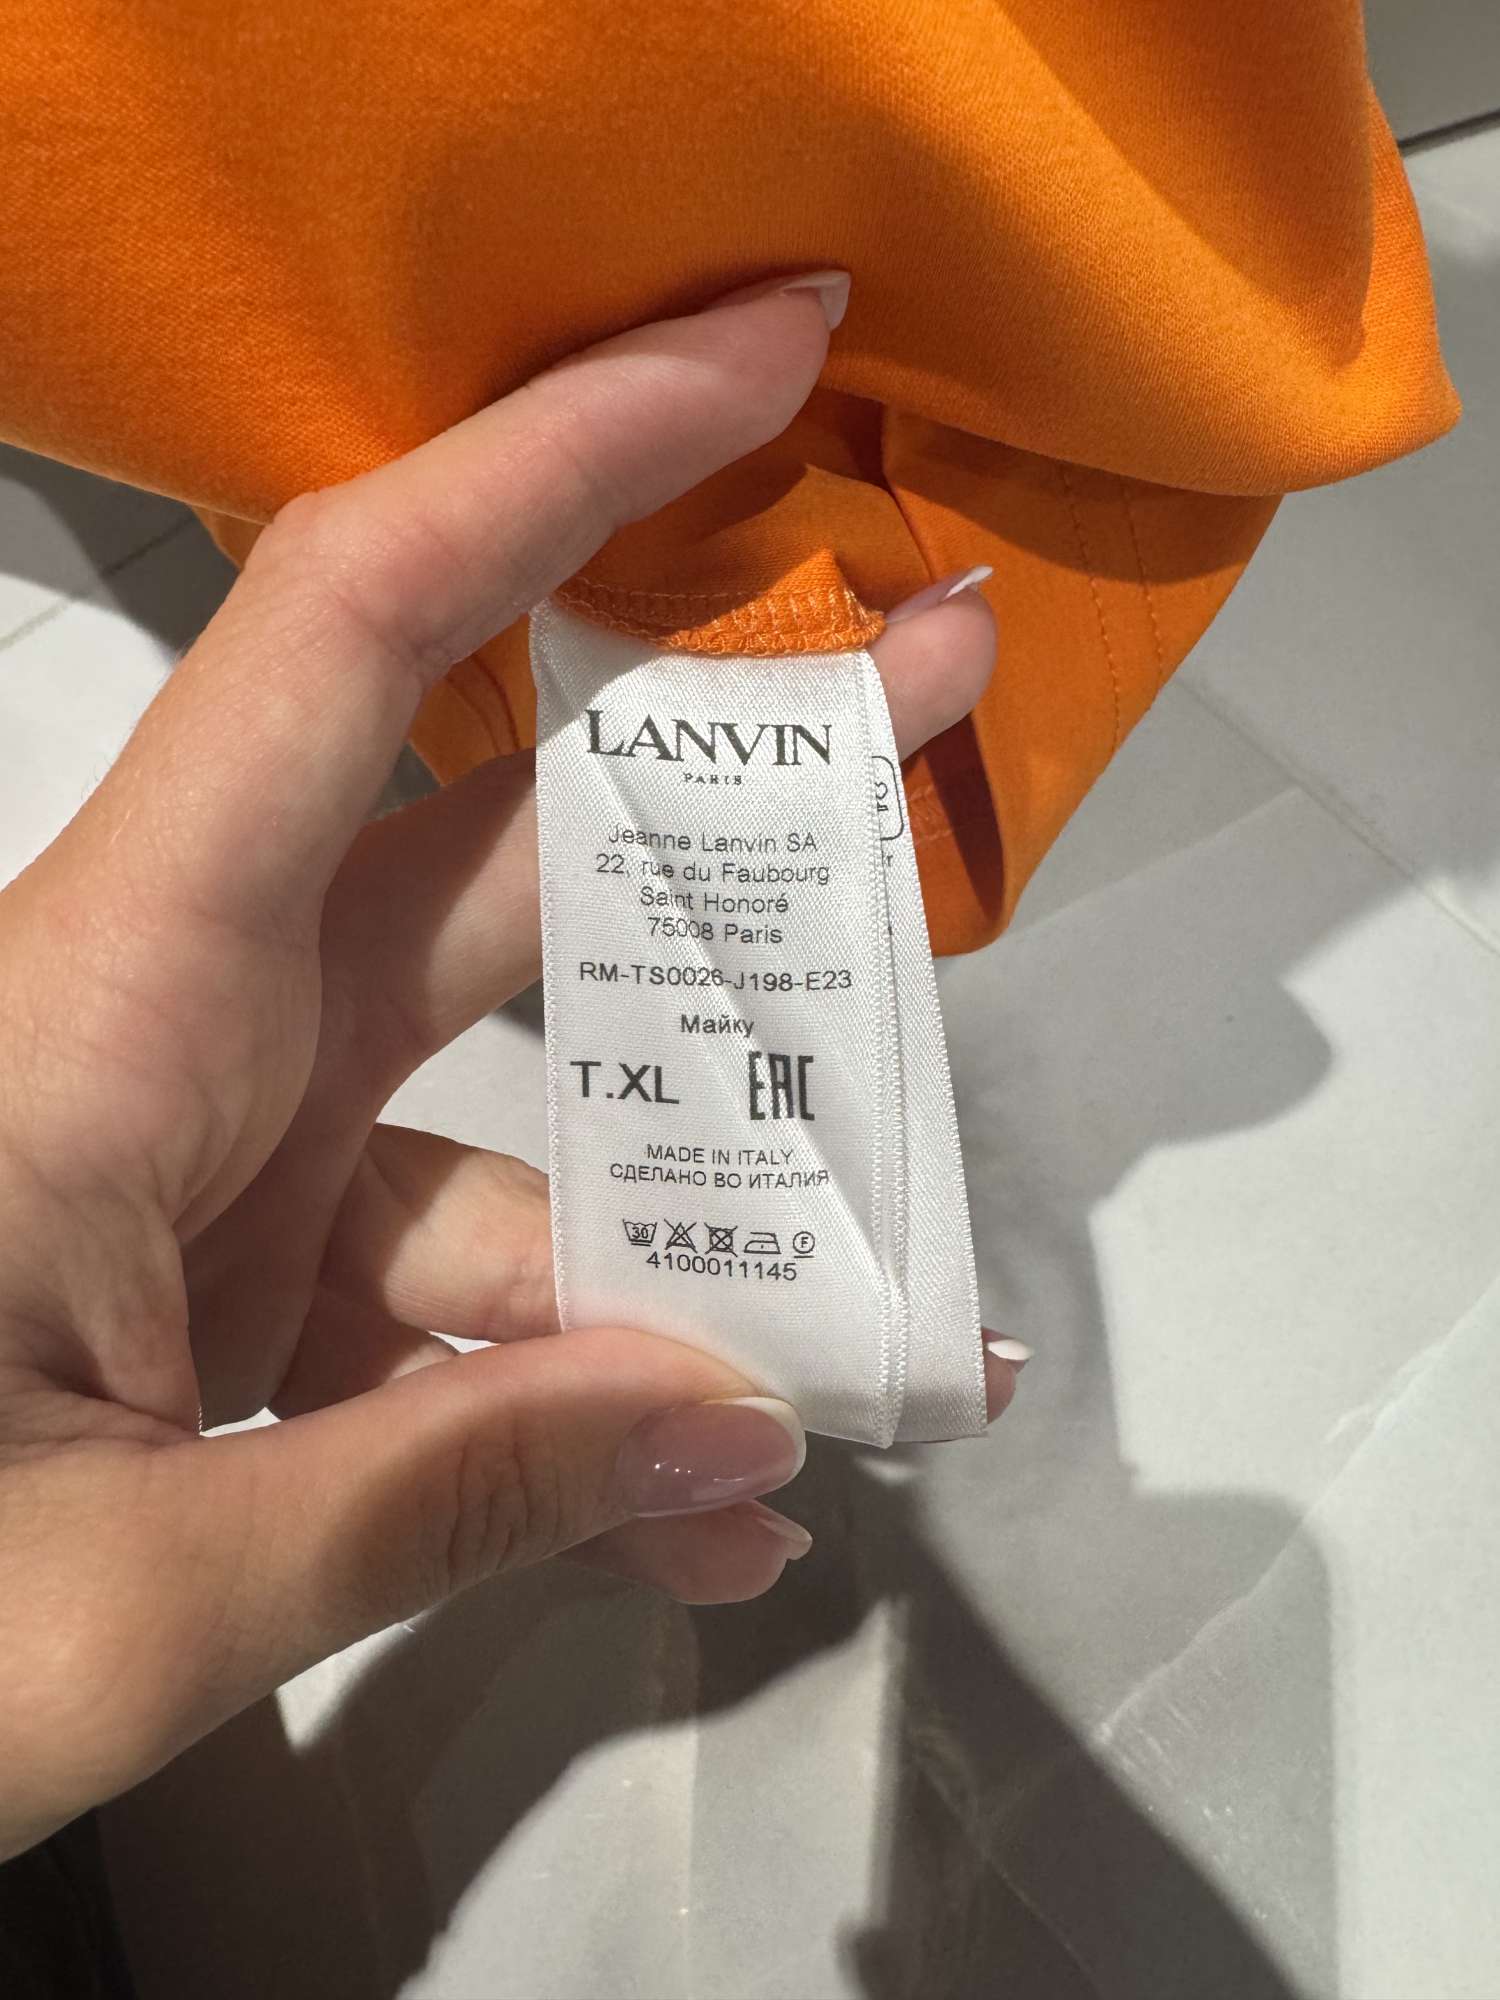 LANVIN
PARIS
Jeanne Lanvin SA
22, rue du Faubourg
Saint Honoré
75008 Paris
RM-TS0026-J198-E23
Майку
T.XL EAC
MADE IN ITALY
СДЕЛАНО ВО ИТАЛИЯ
30 F
4100011145